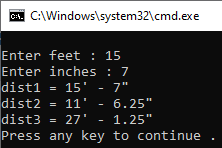 C:\Windows\system32\cmd.exe
Enter feet : 15
Enter inches : 7
dist1 = 15' - 7"
dist2 = 11' - 6.25"
dist3 = 27' - 1.25"
Press any key to continue .